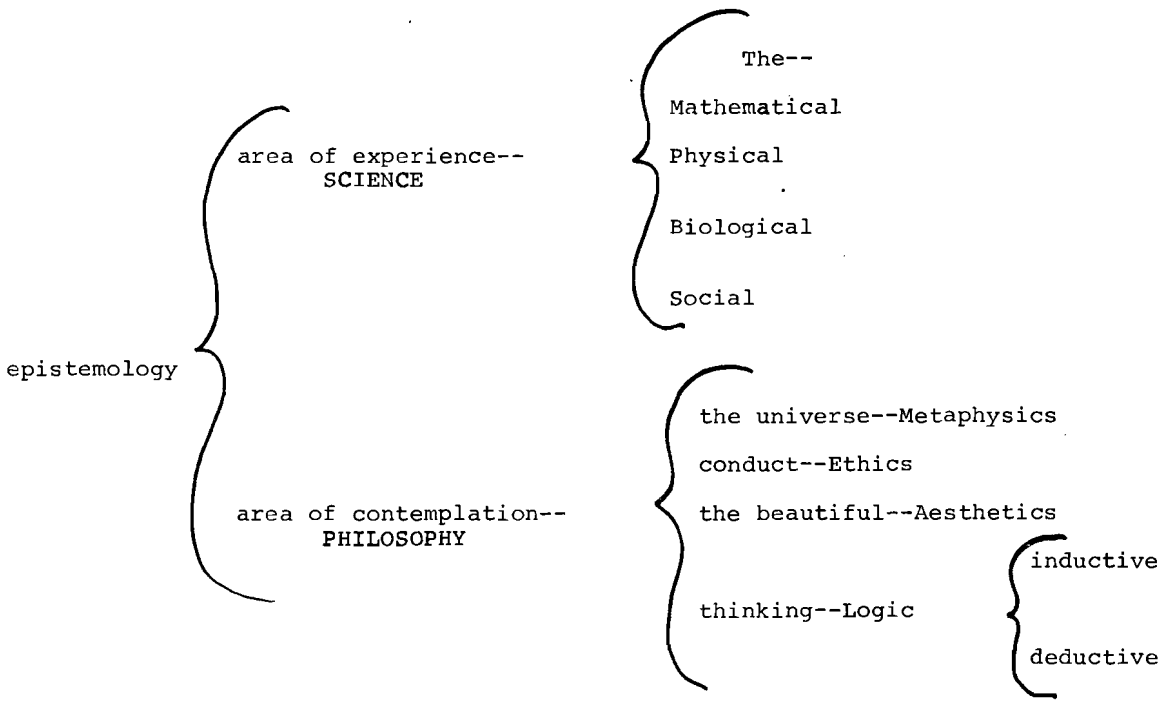 The--
Mathematical
area of experience--
SCIENCE
Physical
Biological
Social
epistemology
the universe--Metaphysics
conduct--Ethics
area of contemplation--
PHILOSOPHY
the beautiful--Aesthetics
thinking--Logic
inductive
deductive